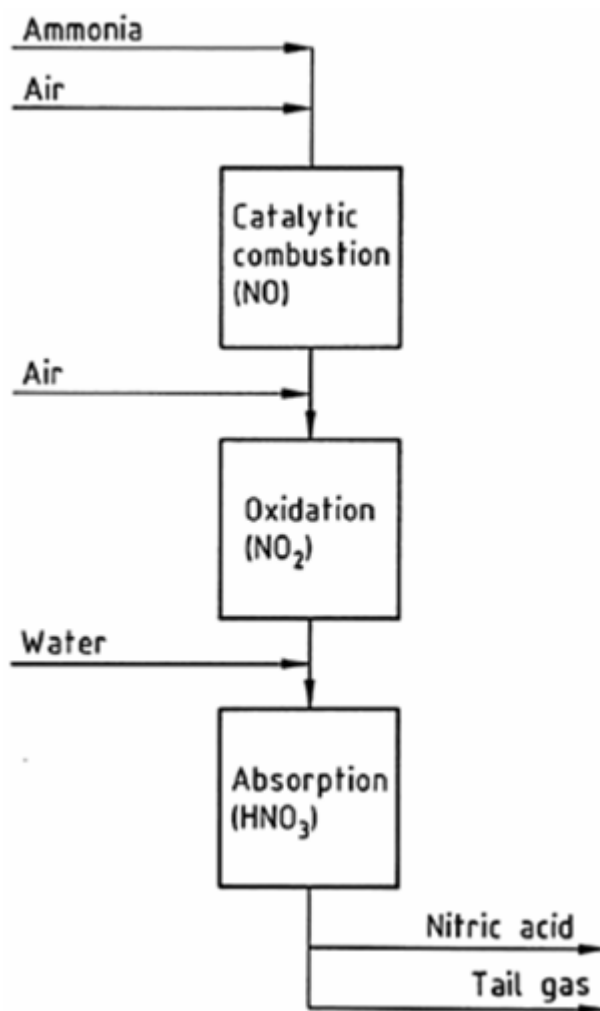 Ammonia
Air
Catalytic
combustion
(NO)
Air
Oxidation
(NO₂)
Water
Absorption
(HNO₃)
Nitric acid
Tail gas